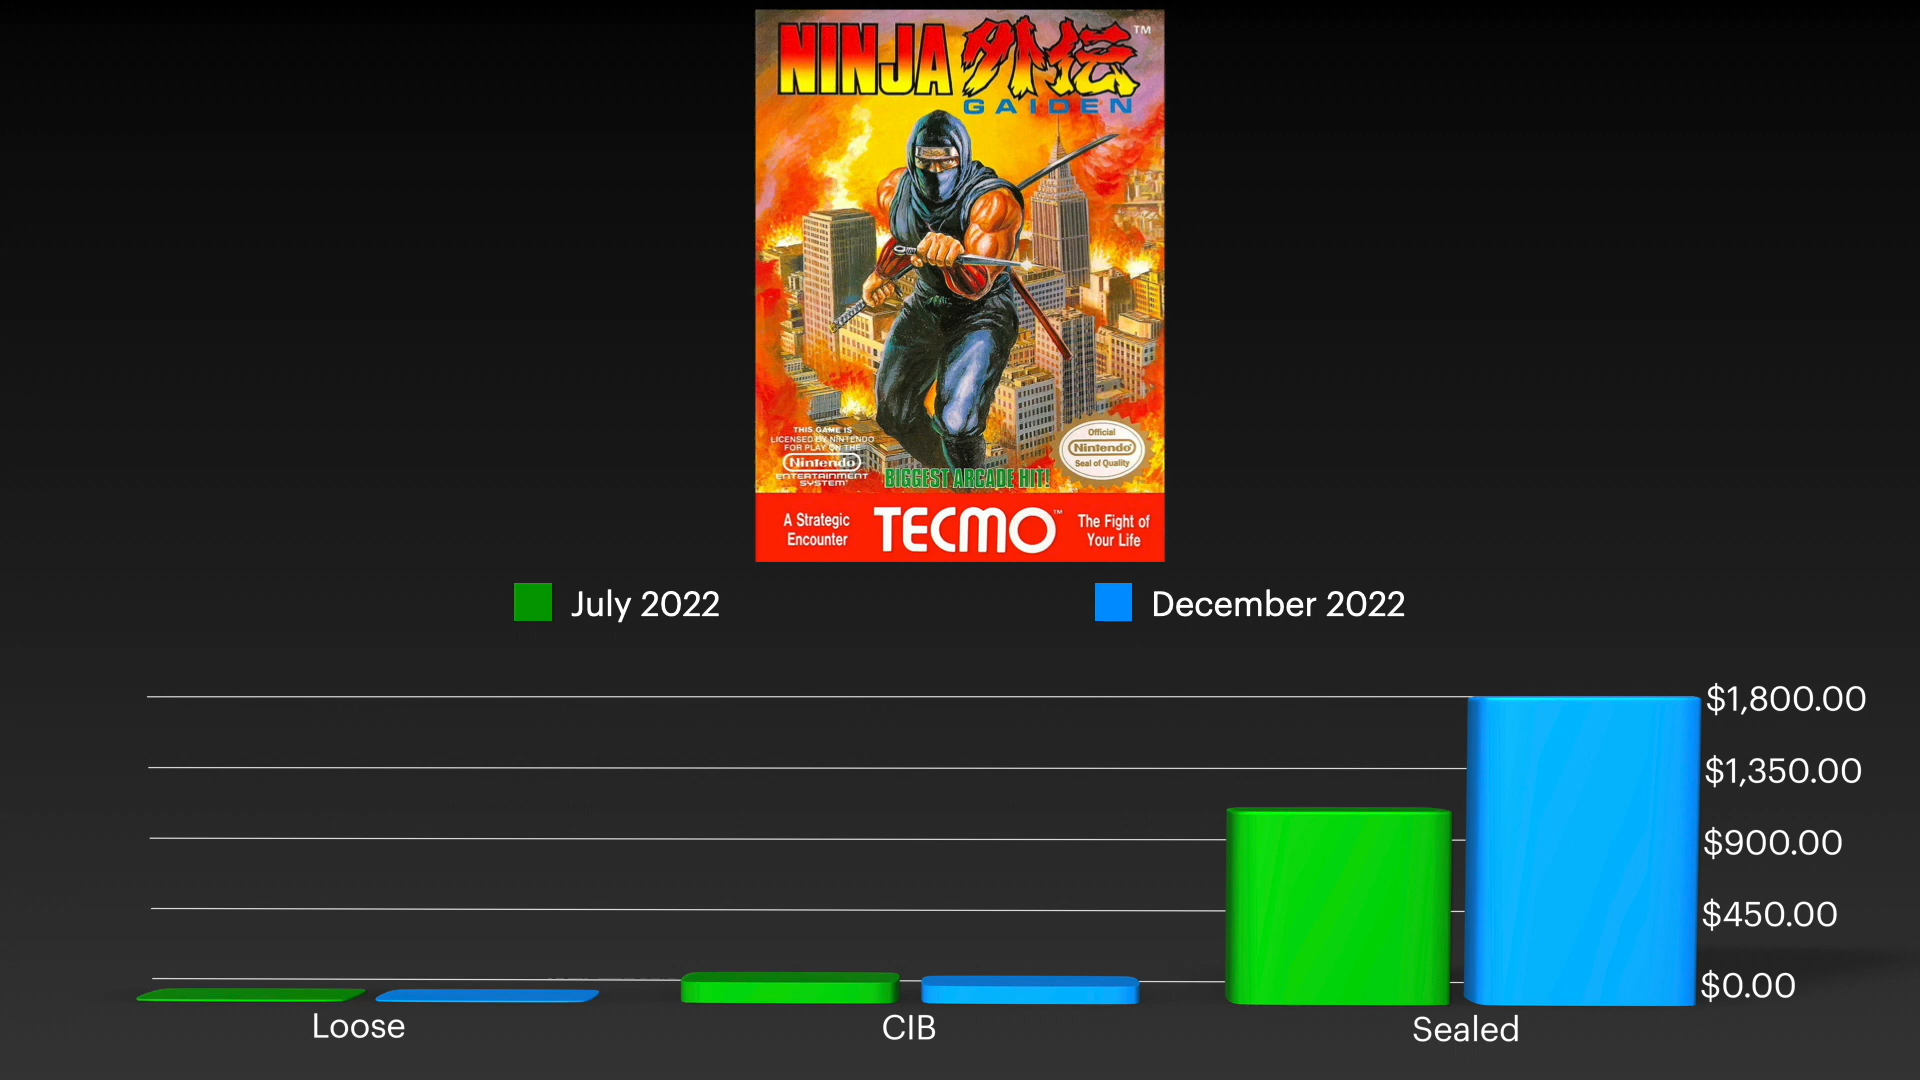 NINJA 外伝 ™
GAIDEN
THIS GAME IS
LICENSED BY NINTENDO
FOR PLAY ON THE
Nintendo
ENTERTAINMENT
SYSTEM
BIGGEST ARCADE HIT!
Official
Nintendo
Seal of Quality
A Strategic
Encounter
TECMO™
The Fight of
Your Life
July 2022
December 2022
$1,800.00
$1,350.00
$900.00
$450.00
$0.00
Loose
CIB
Sealed